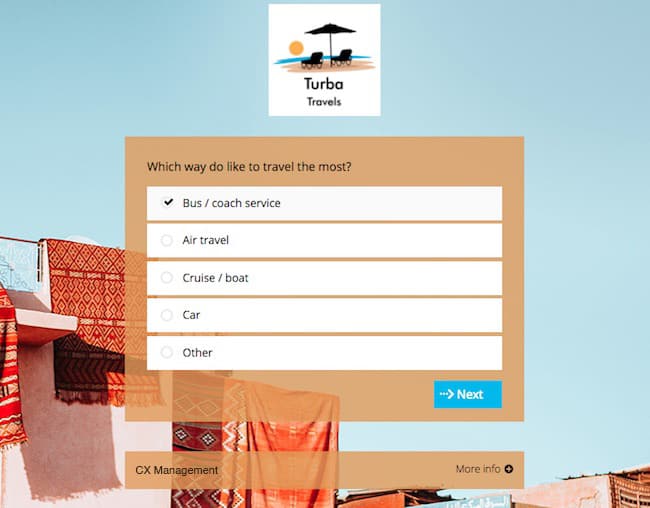 Turba
Travels
Which way do like to travel the most?
Bus / coach service
Air travel
Cruise / boat
Car
Other
Next
CX Management
More info